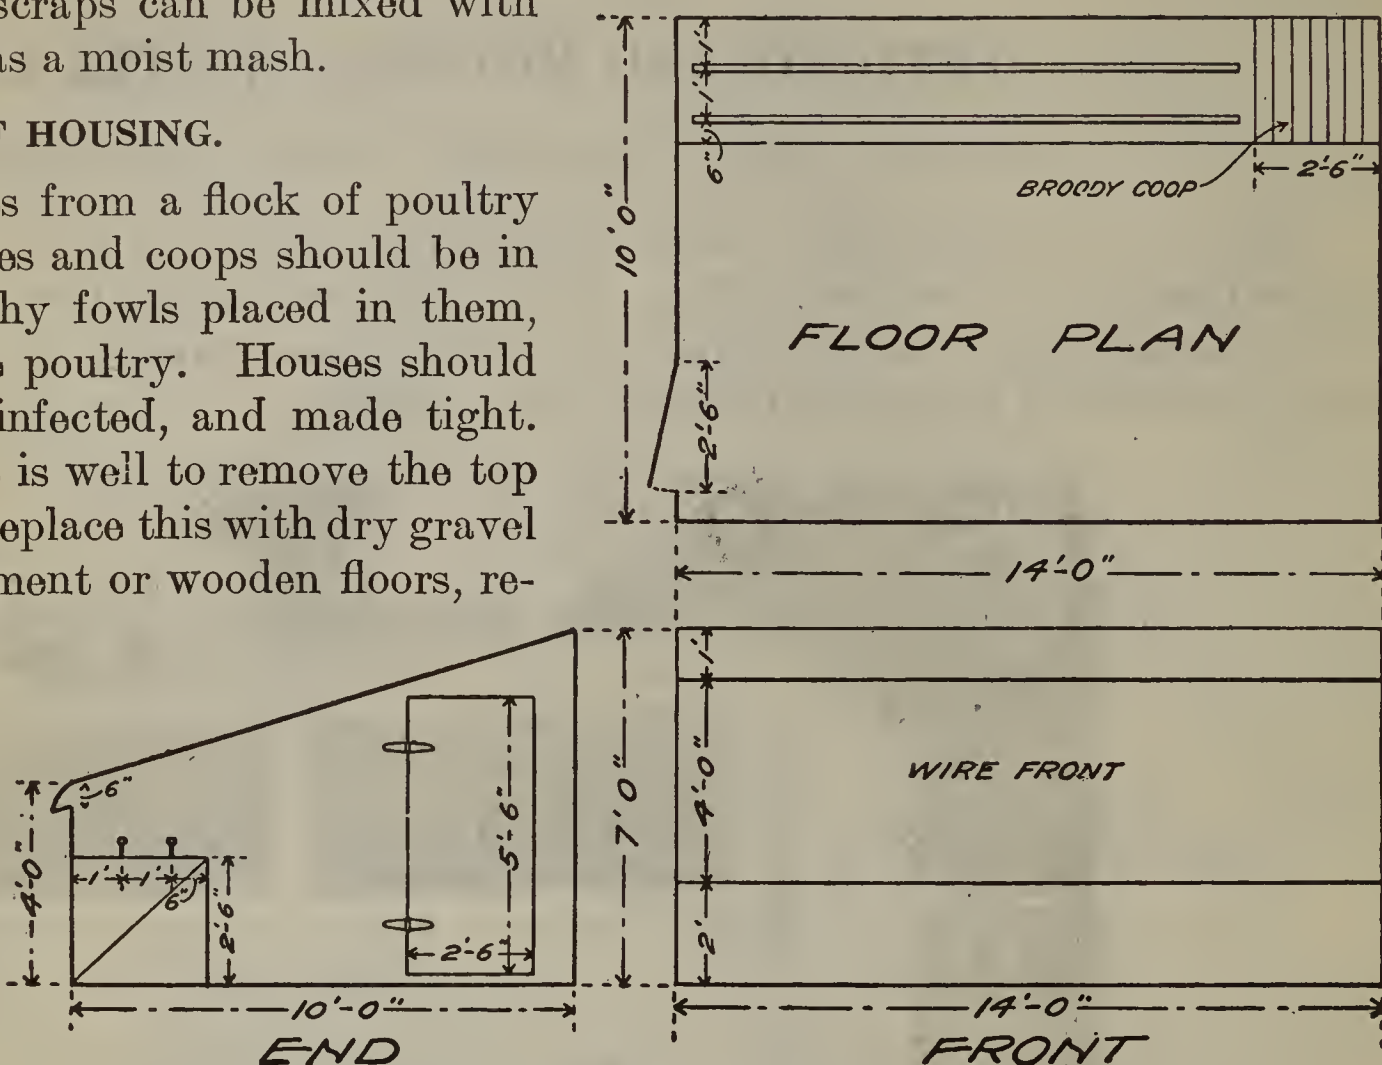 scraps can be mixed with
as a moist mash.
HOUSING.
s from a flock of poultry
es and coops should be in
hy fowls placed in them,
poultry. Houses should
infected, and made tight.
is well to remove the top
eplace this with dry gravel
ment or wooden floors, re-
1'
1'
6"
BROODY COOP
2'-6"
10'0"
FLOOR PLAN
2'-6"
14'-0"
6"
4'-0"
1' 1' 6"
2'-6"
5'-6"
2'-6"
10'-0"
END
7'0"
1'
4'-0"
WIRE FRONT
2'
14'-0"
FRONT